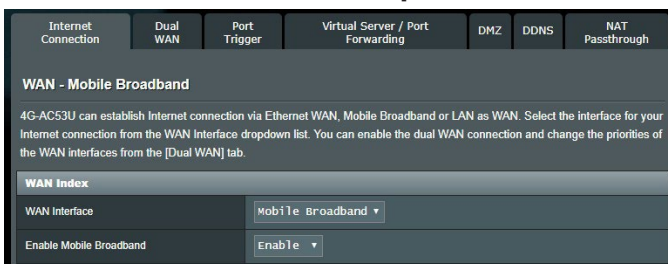 Internet Connection
Dual WAN
Port Trigger
Virtual Server / Port Forwarding
DMZ
DDNS
NAT Passthrough
WAN - Mobile Broadband
4G-AC53U can establish Internet connection via Ethernet WAN, Mobile Broadband or LAN as WAN. Select the interface for your
Internet connection from the WAN Interface dropdown list. You can enable the dual WAN connection and change the priorities of
the WAN interfaces from the [Dual WAN] tab.
WAN Index
WAN Interface
Mobile Broadband
Enable Mobile Broadband
Enable